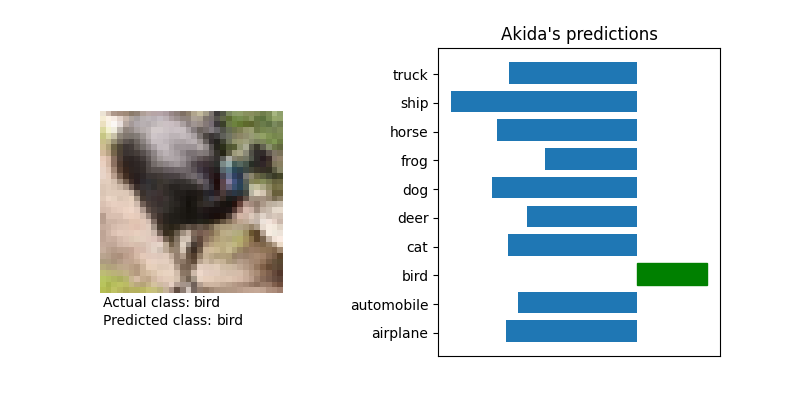 Akida's predictions
truck
ship
horse
frog
dog
deer
cat
bird
automobile
airplane
Actual class: bird
Predicted class: bird